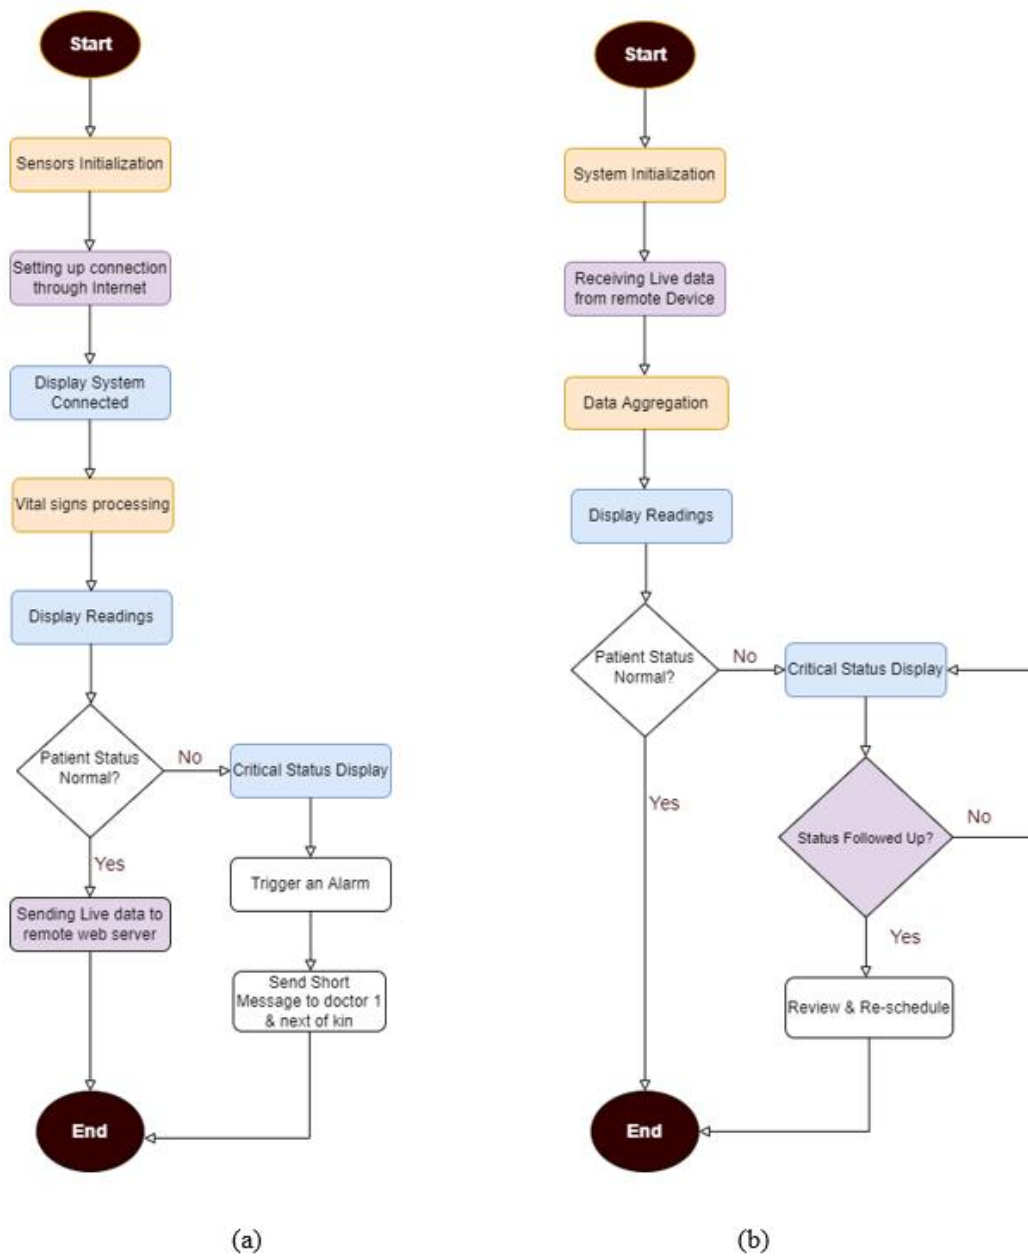 Start
Sensors Initialization
Setting up connection
through Internet
Display System
Connected
Vital signs processing
Display Readings
Patient Status
Normal?
No
Critical Status Display
Yes
Trigger an Alarm
Sending Live data to
remote web server
Send Short
Message to doctor 1
& next of kin
End
(a)
Start
System Initialization
Receiving Live data
from remote Device
Data Aggregation
Display Readings
Patient Status
Normal?
No
Critical Status Display
Yes
Status Followed Up?
No
Yes
Review & Re-schedule
End
(b)